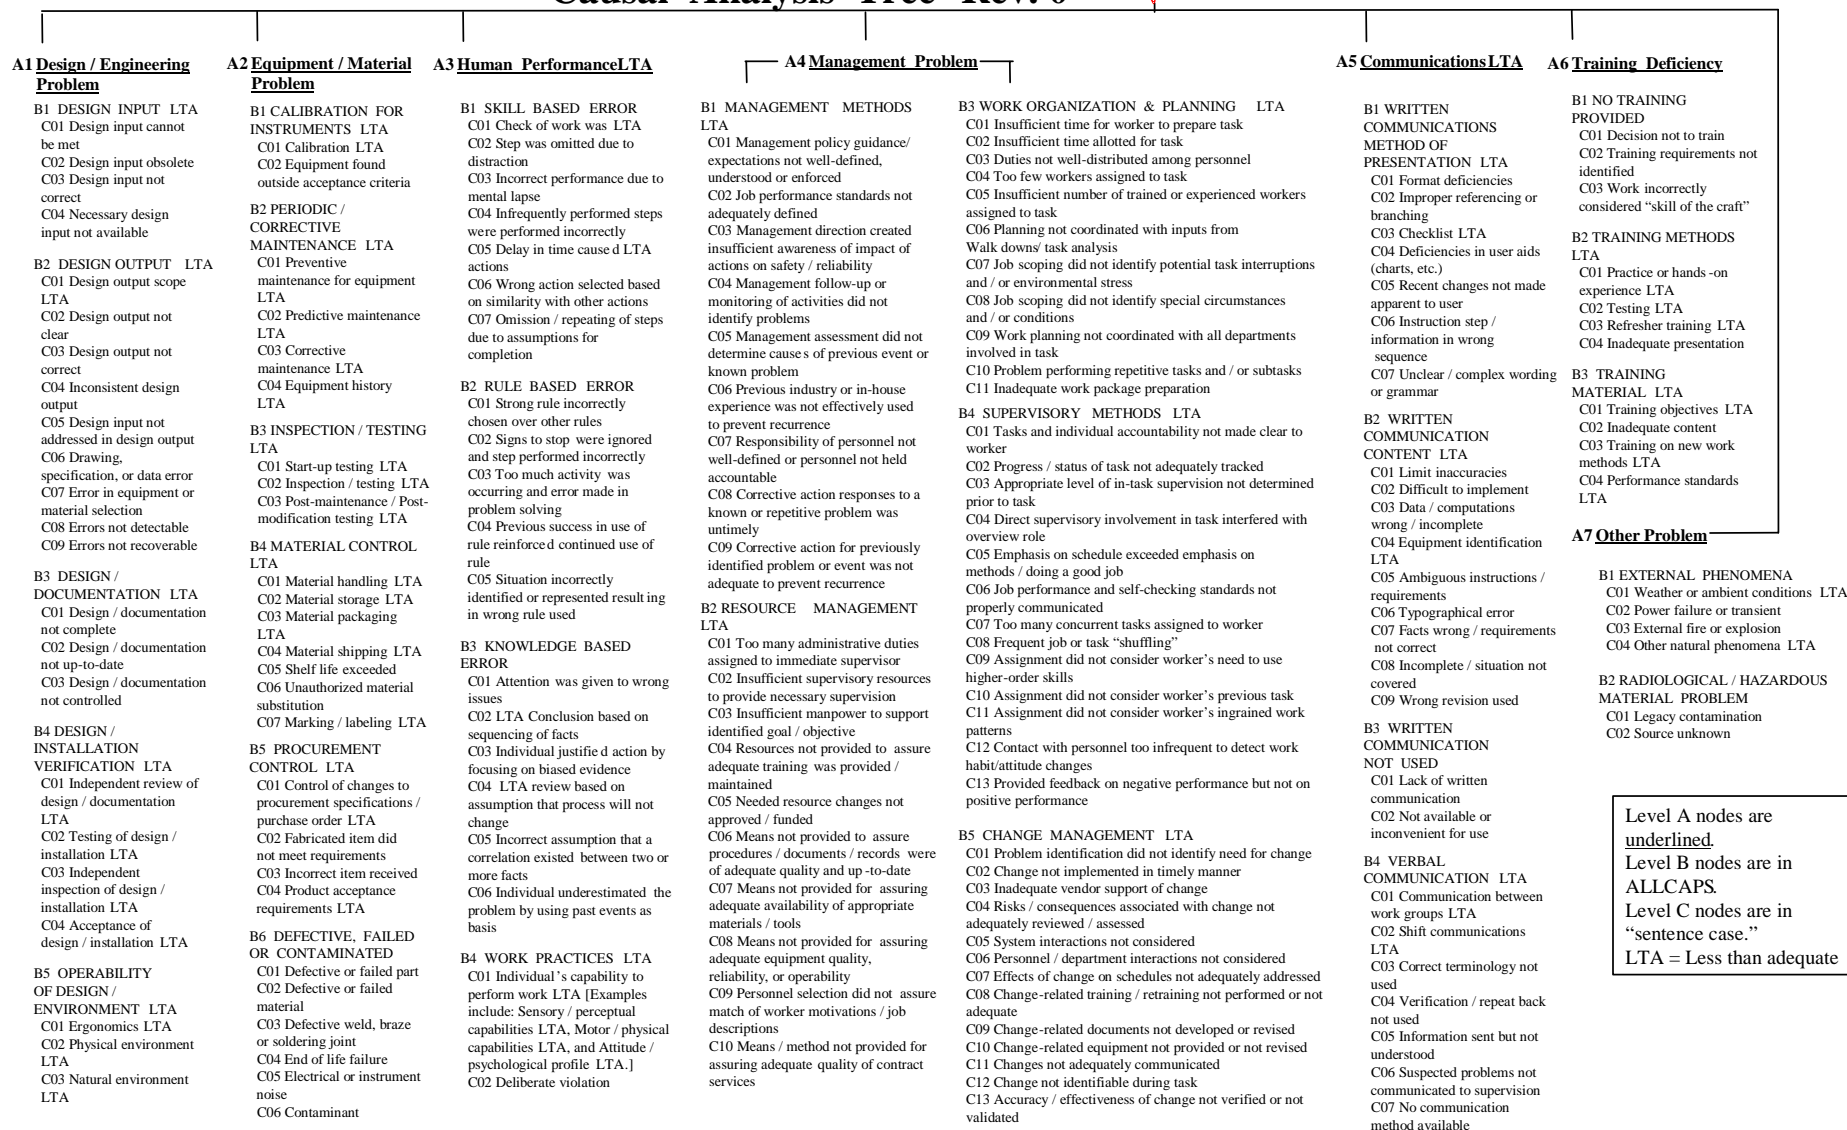 Causal Analysis Tree Rev. 0
A1 Design / Engineering
Problem
B1 DESIGN INPUT LTA
C01 Design input cannot
be met
C02 Design input obsolete
C03 Design input not
correct
C04 Necessary design
input not available
B2 DESIGN OUTPUT LTA
C01 Design output scope
LTA
C02 Design output not
clear
C03 Design output not
correct
C04 Inconsistent design
output
C05 Design input not
addressed in design output
C06 Drawing,
specification, or data error
C07 Error in equipment or
material selection
C08 Errors not detectable
C09 Errors not recoverable
B3 DESIGN /
DOCUMENTATION LTA
C01 Design / documentation
not complete
C02 Design / documentation
not up-to-date
C03 Design / documentation
not controlled
B4 DESIGN /
INSTALLATION
VERIFICATION LTA
C01 Independent review of
design / documentation
LTA
C02 Testing of design /
installation LTA
C03 Independent
inspection of design /
installation LTA
C04 Acceptance of
design / installation LTA
B5 OPERABILITY
OF DESIGN /
ENVIRONMENT LTA
C01 Ergonomics LTA
C02 Physical environment
LTA
C03 Natural environment
LTA
A2 Equipment / Material
Problem
B1 CALIBRATION FOR
INSTRUMENTS LTA
C01 Calibration LTA
C02 Equipment found
outside acceptance criteria
B2 PERIODIC /
CORRECTIVE
MAINTENANCE LTA
C01 Preventive
maintenance for equipment
LTA
C02 Predictive maintenance
LTA
C03 Corrective
maintenance LTA
C04 Equipment history
LTA
B3 INSPECTION / TESTING
LTA
C01 Start-up testing LTA
C02 Inspection / testing LTA
C03 Post-maintenance / Post-
modification testing LTA
B4 MATERIAL CONTROL
LTA
C01 Material handling LTA
C02 Material storage LTA
C03 Material packaging
LTA
C04 Material shipping LTA
C05 Shelf life exceeded
C06 Unauthorized material
substitution
C07 Marking / labeling LTA
B5 PROCUREMENT
CONTROL LTA
C01 Control of changes to
procurement specifications /
purchase order LTA
C02 Fabricated item did
not meet requirements
C03 Incorrect item received
C04 Product acceptance
requirements LTA
B6 DEFECTIVE, FAILED
OR CONTAMINATED
C01 Defective or failed part
C02 Defective or failed
material
C03 Defective weld, braze
or soldering joint
C04 End of life failure
C05 Electrical or instrument
noise
C06 Contaminant
A3 Human PerformanceLTA
B1 SKILL BASED ERROR
C01 Check of work was LTA
C02 Step was omitted due to
distraction
C03 Incorrect performance due to
mental lapse
C04 Infrequently performed steps
were performed incorrectly
C05 Delay in time caused LTA
actions
C06 Wrong action selected based
on similarity with other actions
C07 Omission / repeating of steps
due to assumptions for
completion
B2 RULE BASED ERROR
C01 Strong rule incorrectly
chosen over other rules
C02 Signs to stop were ignored
and step performed incorrectly
C03 Too much activity was
occurring and error made in
problem solving
C04 Previous success in use of
rule reinforced continued use of
rule
C05 Situation incorrectly
identified or represented resulting
in wrong rule used
B3 KNOWLEDGE BASED
ERROR
C01 Attention was given to wrong
issues
C02 LTA Conclusion based on
sequencing of facts
C03 Individual justified action by
focusing on biased evidence
C04 LTA review based on
assumption that process will not
change
C05 Incorrect assumption that a
correlation existed between two or
more facts
C06 Individual underestimated the
problem by using past events as
basis
B4 WORK PRACTICES LTA
C01 Individual's capability to
perform work LTA [Examples
include: Sensory / perceptual
capabilities LTA, Motor / physical
capabilities LTA, and Attitude /
psychological profile LTA.]
C02 Deliberate violation
A4 Management Problem
B1 MANAGEMENT METHODS
LTA
C01 Management policy guidance/
expectations not well-defined,
understood or enforced
C02 Job performance standards not
adequately defined
C03 Management direction created
insufficient awareness of impact of
actions on safety / reliability
C04 Management follow-up or
monitoring of activities did not
identify problems
C05 Management assessment did not
determine causes of previous event or
known problem
C06 Previous industry or in-house
experience was not effectively used
to prevent recurrence
C07 Responsibility of personnel not
well-defined or personnel not held
accountable
C08 Corrective action responses to a
known or repetitive problem was
untimely
C09 Corrective action for previously
identified problem or event was not
adequate to prevent recurrence
B2 RESOURCE MANAGEMENT
LTA
C01 Too many administrative duties
assigned to immediate supervisor
C02 Insufficient supervisory resources
to provide necessary supervision
C03 Insufficient manpower to support
identified goal / objective
C04 Resources not provided to assure
adequate training was provided /
maintained
C05 Needed resource changes not
approved / funded
C06 Means not provided to assure
procedures / documents / records were
of adequate quality and up-to-date
C07 Means not provided for assuring
adequate availability of appropriate
materials / tools
C08 Means not provided for assuring
adequate equipment quality,
reliability, or operability
C09 Personnel selection did not assure
match of worker motivations / job
descriptions
C10 Means / method not provided for
assuring adequate quality of contract
services
B3 WORK ORGANIZATION & PLANNING LTA
C01 Insufficient time for worker to prepare task
C02 Insufficient time allotted for task
C03 Duties not well-distributed among personnel
C04 Too few workers assigned to task
C05 Insufficient number of trained or experienced workers
assigned to task
C06 Planning not coordinated with inputs from
Walk downs/ task analysis
C07 Job scoping did not identify potential task interruptions
and / or environmental stress
C08 Job scoping did not identify special circumstances
and / or conditions
C09 Work planning not coordinated with all departments
involved in task
C10 Problem performing repetitive tasks and / or subtasks
C11 Inadequate work package preparation
B4 SUPERVISORY METHODS LTA
C01 Tasks and individual accountability not made clear to
worker
C02 Progress / status of task not adequately tracked
C03 Appropriate level of in-task supervision not determined
prior to task
C04 Direct supervisory involvement in task interfered with
overview role
C05 Emphasis on schedule exceeded emphasis on
methods / doing a good job
C06 Job performance and self-checking standards not
properly communicated
C07 Too many concurrent tasks assigned to worker
C08 Frequent job or task “shuffling”
C09 Assignment did not consider worker's need to use
higher-order skills
C10 Assignment did not consider worker's previous task
C11 Assignment did not consider worker's ingrained work
patterns
C12 Contact with personnel too infrequent to detect work
habit/attitude changes
C13 Provided feedback on negative performance but not on
positive performance
B5 CHANGE MANAGEMENT LTA
C01 Problem identification did not identify need for change
C02 Change not implemented in timely manner
C03 Inadequate vendor support of change
C04 Risks / consequences associated with change not
adequately reviewed / assessed
C05 System interactions not considered
C06 Personnel / department interactions not considered
C07 Effects of change on schedules not adequately addressed
C08 Change-related training / retraining not performed or not
adequate
C09 Change-related documents not developed or revised
C10 Change-related equipment not provided or not revised
C11 Changes not adequately communicated
C12 Change not identifiable during task
C13 Accuracy / effectiveness of change not verified or not
validated
A5 Communications LTA
B1 WRITTEN
COMMUNICATIONS
METHOD OF
PRESENTATION LTA
C01 Format deficiencies
C02 Improper referencing or
branching
C03 Checklist LTA
C04 Deficiencies in user aids
(charts, etc.)
C05 Recent changes not made
apparent to user
C06 Instruction step /
information in wrong
sequence
C07 Unclear / complex wording
or grammar
B2 WRITTEN
COMMUNICATION
CONTENT LTA
C01 Limit inaccuracies
C02 Difficult to implement
C03 Data / computations
wrong / incomplete
C04 Equipment identification
LTA
C05 Ambiguous instructions /
requirements
C06 Typographical error
C07 Facts wrong / requirements
not correct
C08 Incomplete / situation not
covered
C09 Wrong revision used
B3 WRITTEN
COMMUNICATION
NOT USED
C01 Lack of written
communication
C02 Not available or
inconvenient for use
B4 VERBAL
COMMUNICATION LTA
C01 Communication between
work groups LTA
C02 Shift communications
LTA
C03 Correct terminology not
used
C04 Verification / repeat back
not used
C05 Information sent but not
understood
C06 Suspected problems not
communicated to supervision
C07 No communication
method available
A6 Training Deficiency
B1 NO TRAINING
PROVIDED
C01 Decision not to train
C02 Training requirements not
identified
C03 Work incorrectly
considered “skill of the craft”
B2 TRAINING METHODS
LTA
C01 Practice or hands-on
experience LTA
C02 Testing LTA
C03 Refresher training LTA
C04 Inadequate presentation
B3 TRAINING
MATERIAL LTA
C01 Training objectives LTA
C02 Inadequate content
C03 Training on new work
methods LTA
C04 Performance standards
LTA
A7 Other Problem
B1 EXTERNAL PHENOMENA
C01 Weather or ambient conditions LTA
C02 Power failure or transient
C03 External fire or explosion
C04 Other natural phenomena LTA
B2 RADIOLOGICAL / HAZARDOUS
MATERIAL PROBLEM
C01 Legacy contamination
C02 Source unknown
Level A nodes are
underlined.
Level B nodes are in
ALLCAPS.
Level C nodes are in
“sentence case.”
LTA = Less than adequate